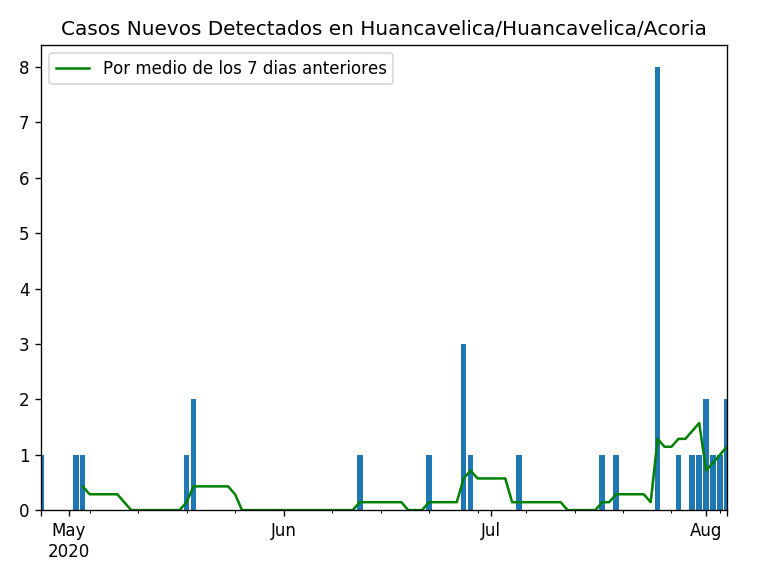 Casos Nuevos Detectados en Huancavelica/Huancavelica/Acoria
Por medio de los 7 dias anteriores
8
7
6
5
4
3
2
1
0
May
2020
Jun
Jul
Aug